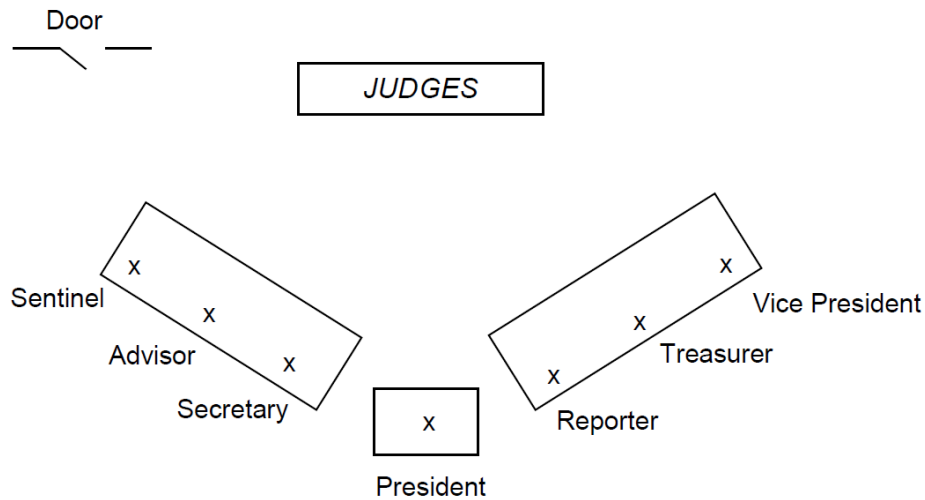 Door
JUDGES
x
x
Sentinel
Vice President
x
x
Advisor
Treasurer
x
x
Secretary
Reporter
x
President